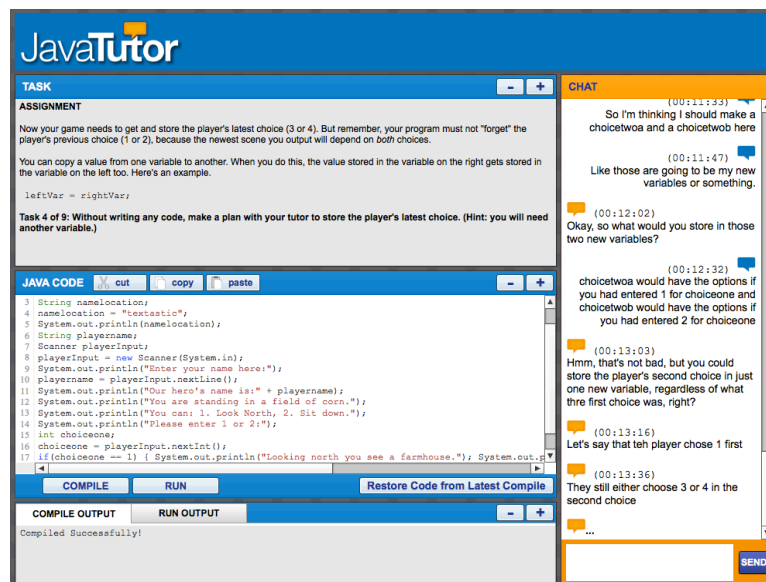 JavaTutor
TASK
- +
ASSIGNMENT
Now your game needs to get and store the player's latest choice (3 or 4). But remember, your program must not "forget" the
player's previous choice (1 or 2), because the newest scene you output will depend on both choices.
You can copy a value from one variable to another. When you do this, the value stored in the variable on the right gets stored in
the variable on the left too. Here's an example.
leftVar = rightVar;
Task 4 of 9: Without writing any code, make a plan with your tutor to store the player's latest choice. (Hint: you will need
another variable.)
JAVA CODE cut copy paste - +
3 String namelocation;
4 namelocation = "textastic";
5 System.out.println(namelocation);
6 String playername;
7 Scanner playerInput;
8 playerInput = new Scanner(System.in);
9 System.out.println("Enter your name here:");
10 playername = playerInput.nextLine();
11 System.out.println("Our hero's name is:" + playername);
12 System.out.println("You are standing in a field of corn.");
13 System.out.println("You can: 1. Look North, 2. Sit down.");
14 System.out.println("Please enter 1 or 2:");
15 int choiceone;
16 choiceone = playerInput.nextInt();
17 if(choiceone == 1) { System.out.println("Looking north you see a farmhouse."); System.out.p
COMPILE RUN Restore Code from Latest Compile
COMPILE OUTPUT RUN OUTPUT - +
Compiled Successfully!
CHAT
(00:11:33)
So I'm thinking I should make a
choicetwoa and a choicetwob here
(00:11:47)
Like those are going to be my new
variables or something.
(00:12:02)
Okay, so what would you store in those
two new variables?
(00:12:32)
choicetwoa would have the options if
you had entered 1 for choiceone and
choicetwob would have the options if
you had entered 2 for choiceone
(00:13:03)
Hmm, that's not bad, but you could
store the player's second choice in just
one new variable, regardless of what
thre first choice was, right?
(00:13:16)
Let's say that teh player chose 1 first
(00:13:36)
They still either choose 3 or 4 in the
second choice
...
SEND